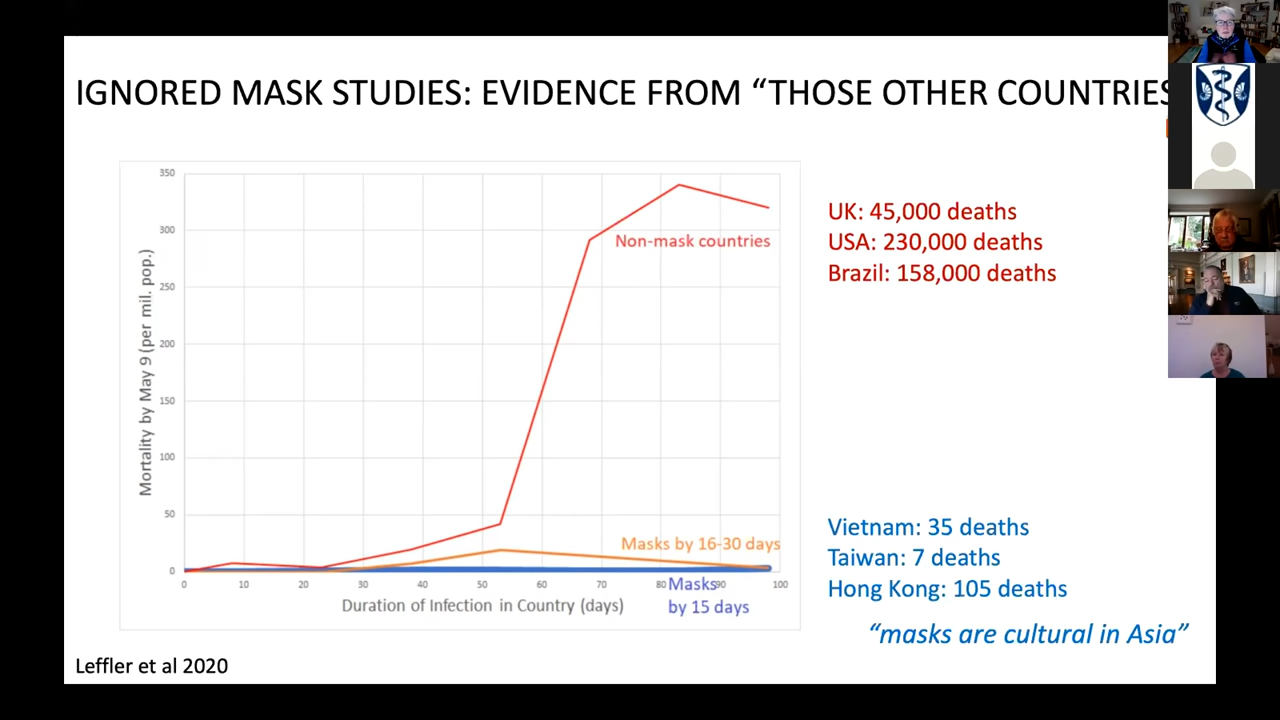 IGNORED MASK STUDIES: EVIDENCE FROM “THOSE OTHER COUNTRIES
350
300
250
200
150
100
50
0
Mortality by May 9 (per mil. pop.)
Non-mask countries
Masks by 16-30 days
Masks
by 15 days
0 10 20 30 40 50 60 70 80 90 100
Duration of Infection in Country (days)
UK: 45,000 deaths
USA: 230,000 deaths
Brazil: 158,000 deaths
Vietnam: 35 deaths
Taiwan: 7 deaths
Hong Kong: 105 deaths
“masks are cultural in Asia”
Leffler et al 2020